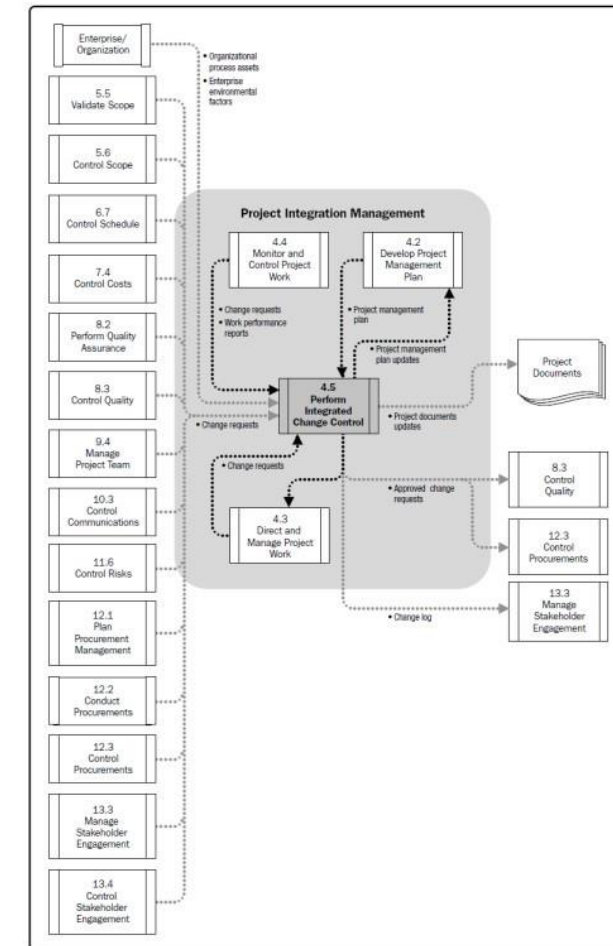 Enterprise/
Organization
• Organizational
process assets
• Enterprise
environmental
factors
5.5
Validate Scope
5.6
Control Scope
6.7
Control Schedule
7.4
Control Costs
8.2
Perform Quality
Assurance
8.3
Control Quality
9.4
Manage
Project Team
10.3
Control
Communications
11.6
Control Risks
12.1
Plan
Procurement
Management
12.2
Conduct
Procurements
12.3
Control
Procurements
13.3
Manage
Stakeholder
Engagement
13.4
Control
Stakeholder
Engagement
• Change requests
Project Integration Management
4.4
Monitor and
Control Project
Work
4.2
Develop Project
Management
Plan
• Change requests
• Work performance
reports
• Project management
plan
• Project management
plan updates
4.5
Perform
Integrated
Change Control
• Change requests
4.3
Direct and
Manage Project
Work
• Project documents
updates
• Approved change
requests
• Change log
Project
Documents
8.3
Control
Quality
12.3
Control
Procurements
13.3
Manage
Stakeholder
Engagement